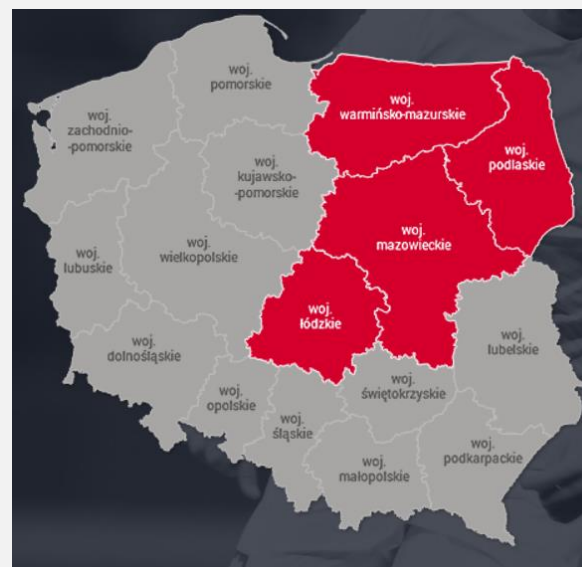 woj.
pomorskie
woj.
zachodnio-
-pomorskie
woj.
warmińsko-mazurskie
woj.
podlaskie
woj.
kujawsko-
-pomorskie
woj.
mazowieckie
woj.
wielkopolskie
woj.
lubuskie
woj.
łódzkie
woj.
lubelskie
woj.
dolnośląskie
woj.
opolskie
woj.
śląskie
woj.
świętokrzyskie
woj.
małopolskie
woj.
podkarpackie